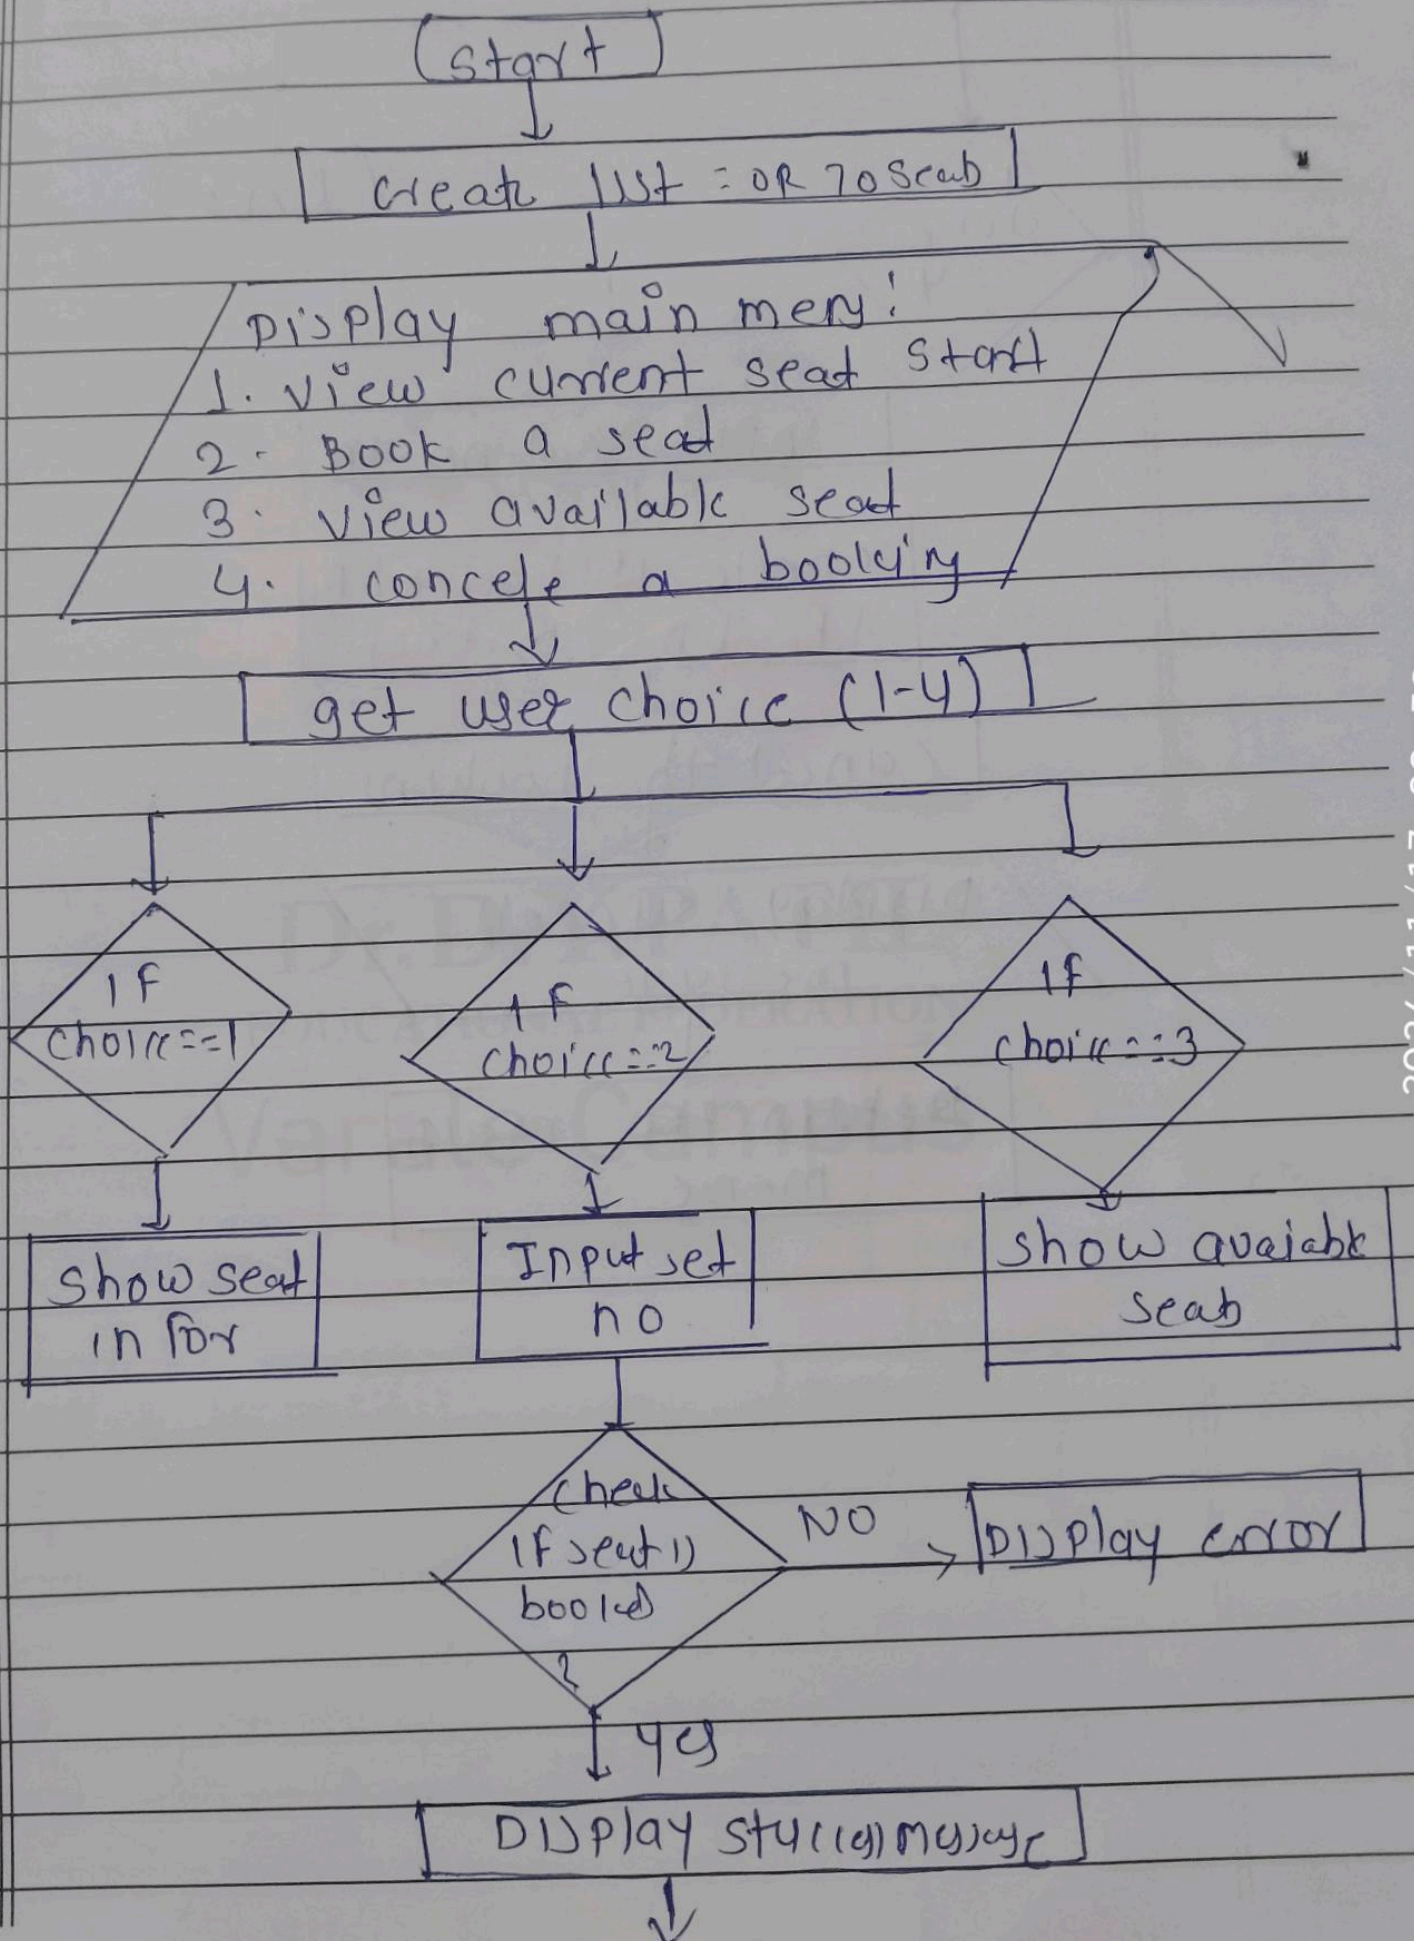 Start
Create list = OR 70 Seats
Display main meny:
1. View current seat Start
2. Book a seat
3. View available seat
4. concele a booking
get user choice (1-4)
If
choice==1
If
choice==2
If
choice==3
Show seat
in for
Input set
no
Show avaiable
seats
Check
If seat is
booked
?
NO
Display error
Yes
Display message